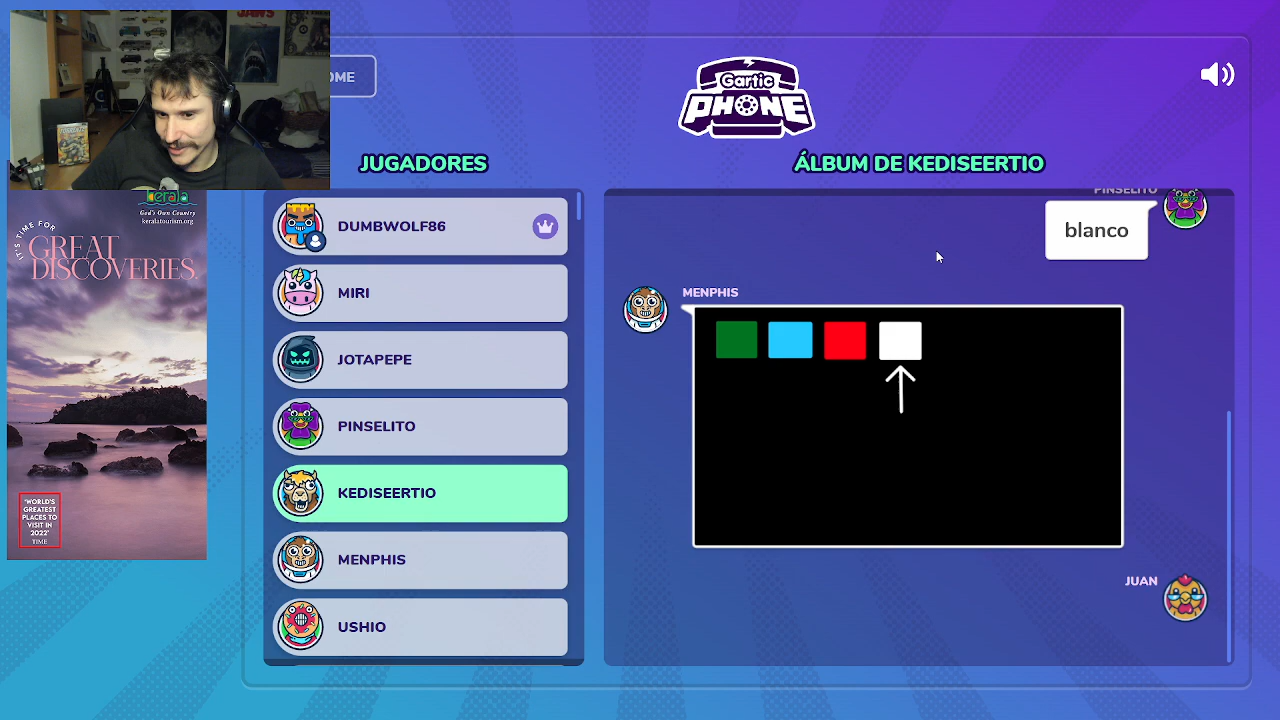 JAWS
OME
Gartic
PHONE
JUGADORES
ÁLBUM DE KEDISEERTIO
kerala
God's Own Country
keralatourism.org
IT'S TIME FOR
GREAT
DISCOVERIES.
'WORLD'S
GREATEST
PLACES TO
VISIT IN
2022'
TIME
DUMBWOLF86
MIRI
JOTAPEPE
PINSELITO
KEDISEERTIO
MENPHIS
USHIO
PINSELITO
blanco
MENPHIS
JUAN